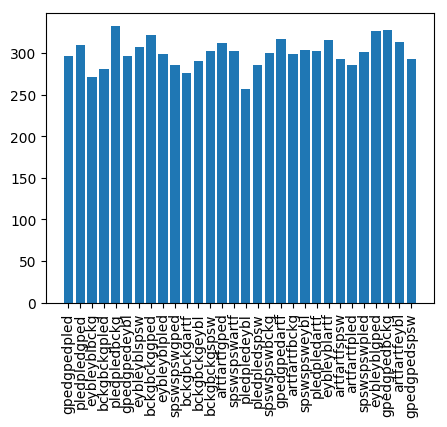 300
250
200
150
100
50
0
gpedgpedpled
pledpledgped
eybleyblbckg
bckgbckgpled
pledpledbckg
gpedgpedeybl
eybleyblspsw
bckgbckggped
eybleyblpled
spswspswgped
bckgbckgartf
bckgbckgeybl
bckgbckgspsw
artfartfgped
spswspswartf
pledpledeybl
pledpledspsw
spswspswbckg
gpedgpedartf
artfartfbckg
spswspsweybl
pledpledartf
eybleyblartf
artfartfspsw
artfartfpled
spswspswpled
eybleyblgped
gpedgpedbckg
artfartfeybl
gpedgpedspsw